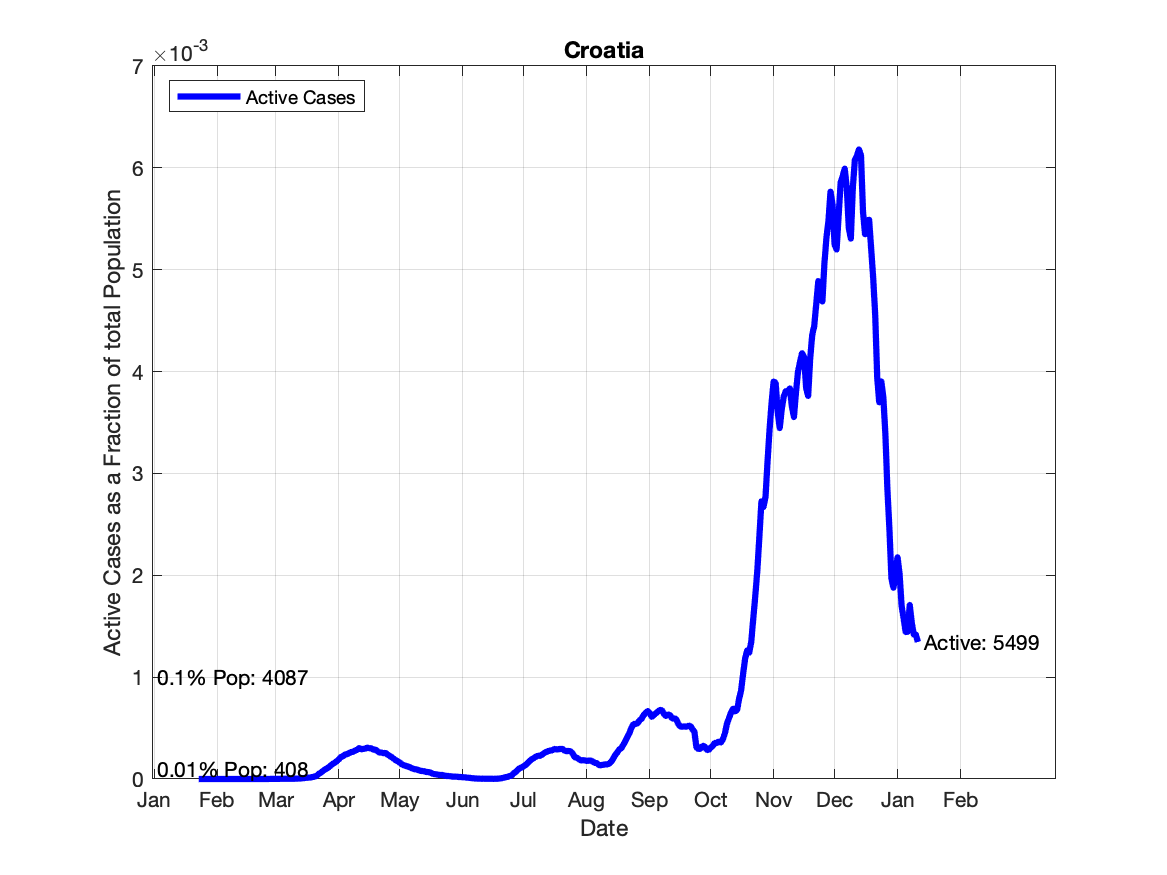 Croatia
×10-3
7
6
5
4
3
2
1
0
Active Cases
Active Cases as a Fraction of total Population
Active: 5499
0.1% Pop: 4087
0.01% Pop: 408
Jan Feb Mar Apr May Jun Jul Aug Sep Oct Nov Dec Jan Feb
Date